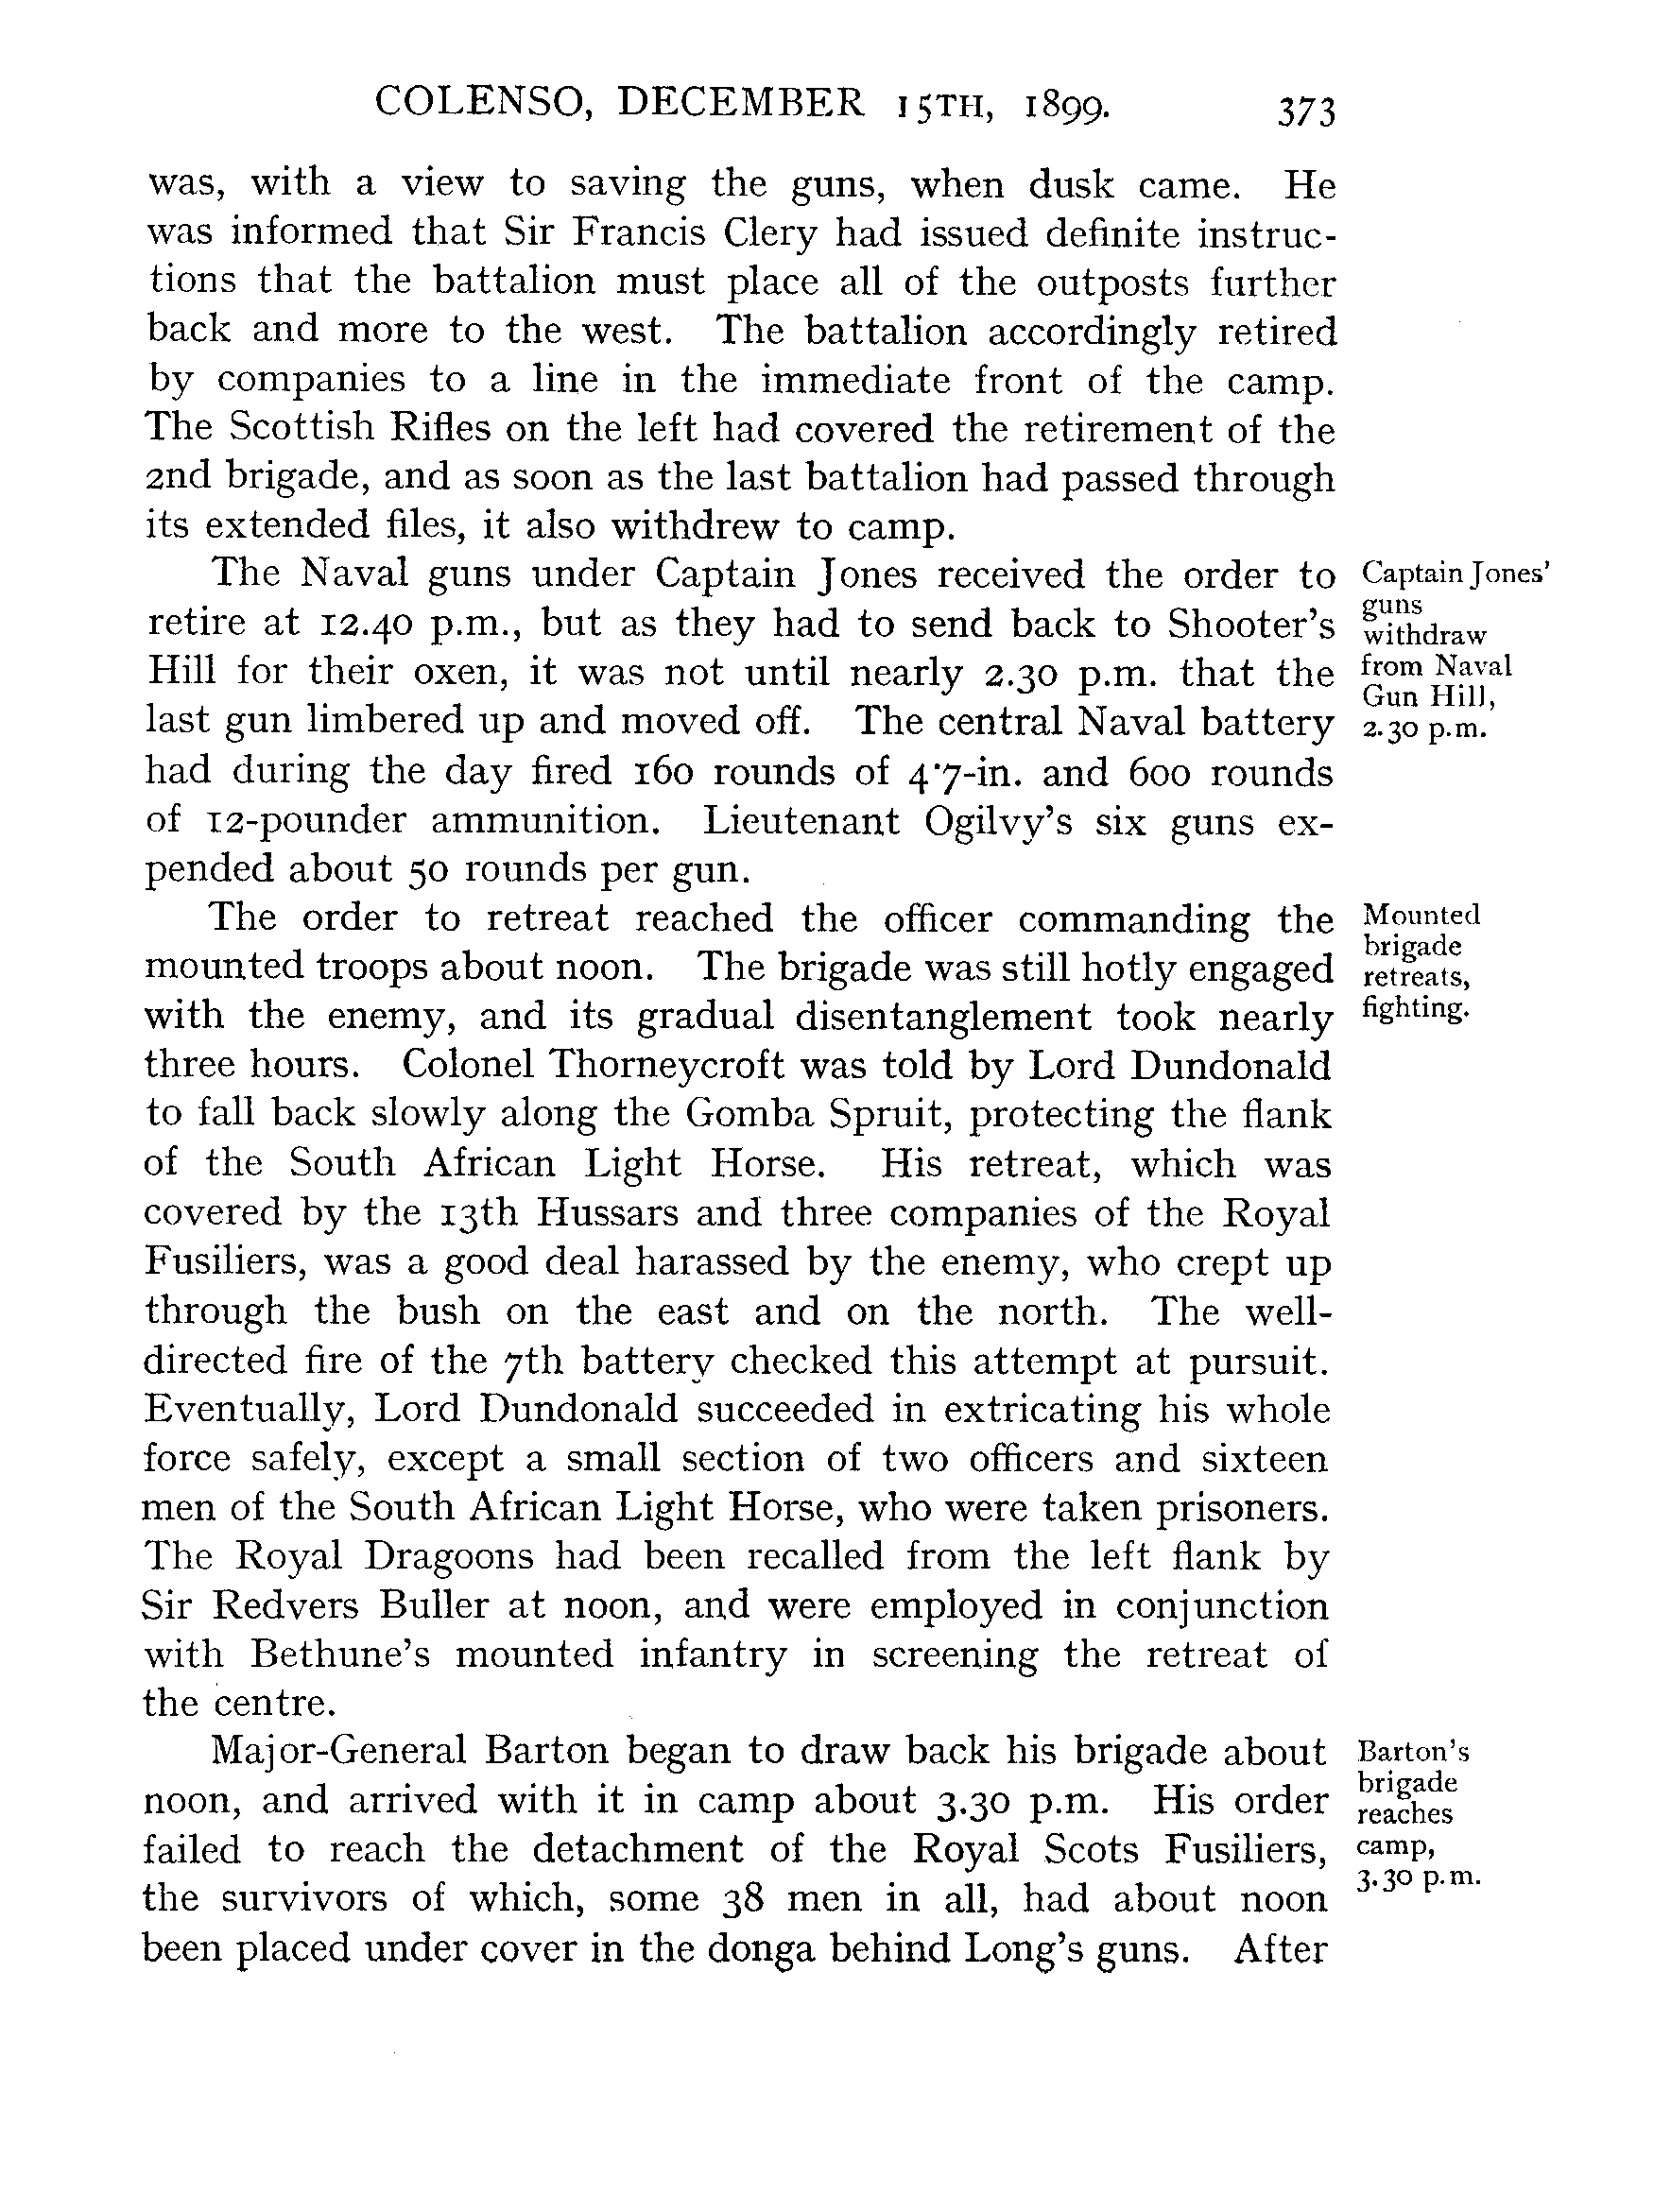 COLENSO, DECEMBER 15TH, 1899. 373
was, with a view to saving the guns, when dusk came. He
was informed that Sir Francis Clery had issued definite instruc-
tions that the battalion must place all of the outposts further
back and more to the west. The battalion accordingly retired
by companies to a line in the immediate front of the camp.
The Scottish Rifles on the left had covered the retirement of the
2nd brigade, and as soon as the last battalion had passed through
its extended files, it also withdrew to camp.
The Naval guns under Captain Jones received the order to
retire at 12.40 p.m., but as they had to send back to Shooter's
Hill for their oxen, it was not until nearly 2.30 p.m. that the
last gun limbered up and moved off. The central Naval battery
had during the day fired 160 rounds of 4·7-in. and 600 rounds
of 12-pounder ammunition. Lieutenant Ogilvy's six guns ex-
pended about 50 rounds per gun.
Captain Jones'
guns
withdraw
from Naval
Gun Hill,
2.30 p.m.
The order to retreat reached the officer commanding the
mounted troops about noon. The brigade was still hotly engaged
with the enemy, and its gradual disentanglement took nearly
three hours. Colonel Thorneycroft was told by Lord Dundonald
to fall back slowly along the Gomba Spruit, protecting the flank
of the South African Light Horse. His retreat, which was
covered by the 13th Hussars and three companies of the Royal
Fusiliers, was a good deal harassed by the enemy, who crept up
through the bush on the east and on the north. The well-
directed fire of the 7th battery checked this attempt at pursuit.
Eventually, Lord Dundonald succeeded in extricating his whole
force safely, except a small section of two officers and sixteen
men of the South African Light Horse, who were taken prisoners.
The Royal Dragoons had been recalled from the left flank by
Sir Redvers Buller at noon, and were employed in conjunction
with Bethune's mounted infantry in screening the retreat of
the centre.
Mounted
brigade
retreats,
fighting.
Major-General Barton began to draw back his brigade about
noon, and arrived with it in camp about 3.30 p.m. His order
failed to reach the detachment of the Royal Scots Fusiliers,
the survivors of which, some 38 men in all, had about noon
been placed under cover in the donga behind Long's guns. After
Barton's
brigade
reaches
camp,
3.30 p.m.